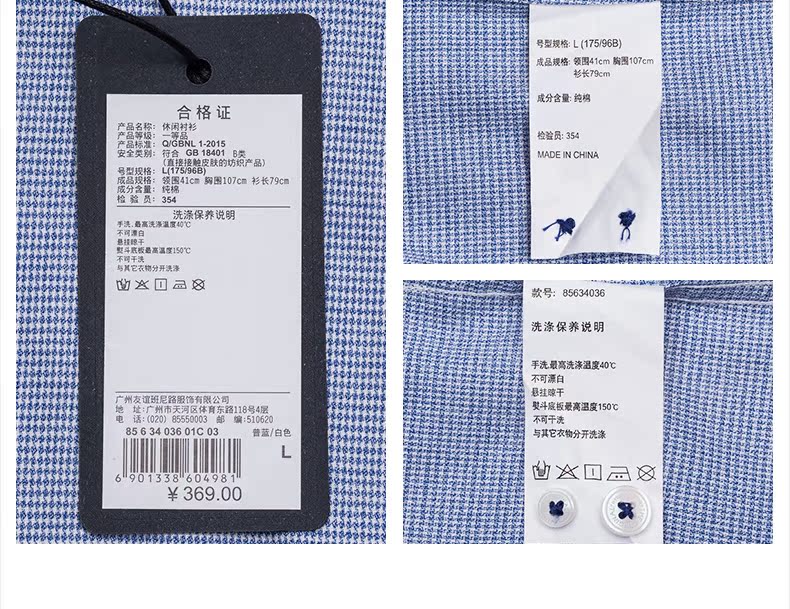 合格证
产品名称: 休闲衬衫
产品等级: 一等品
产品标准: Q/GBNL 1-2015
安全类别: 符合 GB 18401 B类
(直接接触皮肤的纺织产品)
号型规格: L(175/96B)
成品规格: 领围41cm 胸围107cm 衫长79cm
成分含量: 纯棉
检 验 员: 354
洗涤保养说明
手洗,最高洗涤温度40℃
不可漂白
悬挂晾干
熨斗底板最高温度150℃
不可干洗
与其它衣物分开洗涤
广州友谊班尼路服饰有限公司
地 址:广州市天河区体育东路118号4层
电 话:(020) 85550003 邮 编:510620
85 6 34 036 01C 03 普蓝/白色
L
6 901338 604981
¥ 369.00
号型规格: L (175/96B)
成品规格: 领围41cm 胸围107cm
衫长79cm
成分含量: 纯棉
检验员: 354
MADE IN CHINA
款号: 85634036
洗涤保养说明
手洗,最高洗涤温度40℃
不可漂白
悬挂晾干
熨斗底板最高温度150℃
不可干洗
与其它衣物分开洗涤